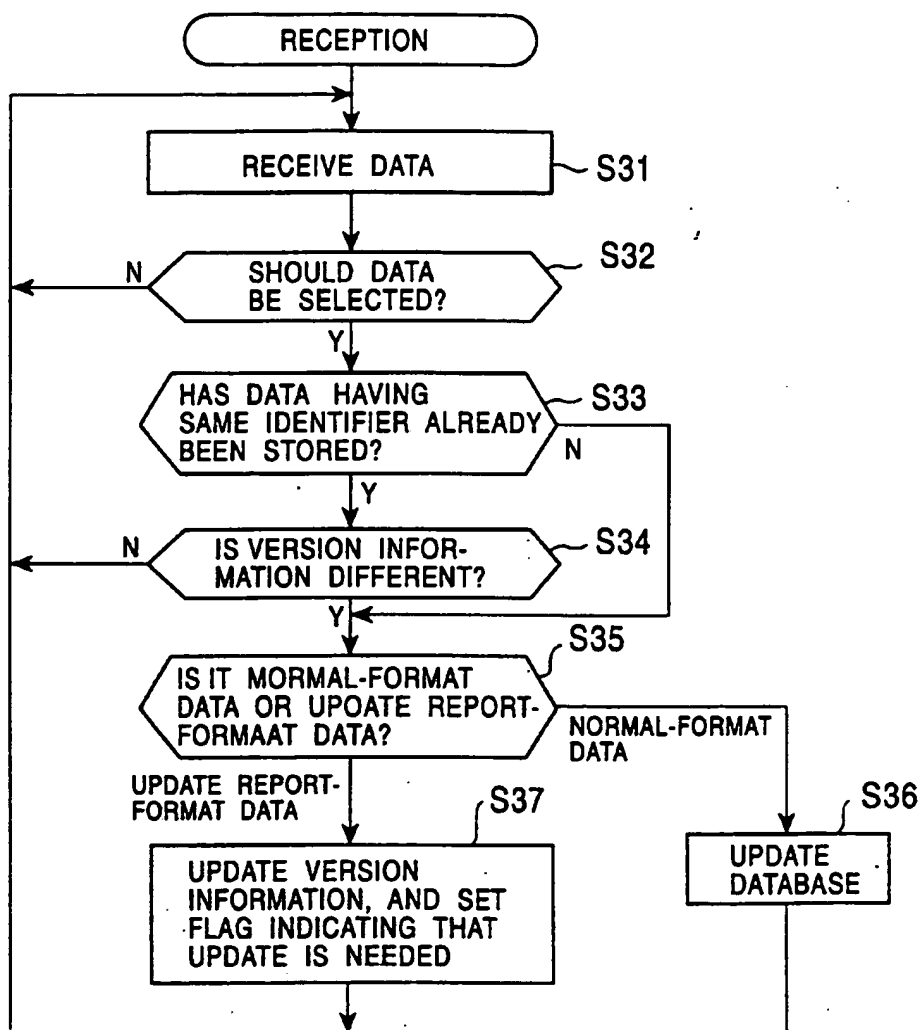 RECEPTION
RECEIVE DATA
S31
N
SHOULD DATA
BE SELECTED?
S32
Y
HAS DATA HAVING
SAME IDENTIFIER ALREADY
BEEN STORED?
S33
N
Y
N
IS VERSION INFOR-
MATION DIFFERENT?
S34
Y
S35
IS IT MORMAL-FORMAT
DATA OR UPOATE REPORT-
FORMAAT DATA?
NORMAL-FORMAT
DATA
UPDATE REPORT-
FORMAT DATA
S37
S36
UPDATE VERSION
INFORMATION, AND SET
FLAG INDICATING THAT
UPDATE IS NEEDED
UPDATE
DATABASE